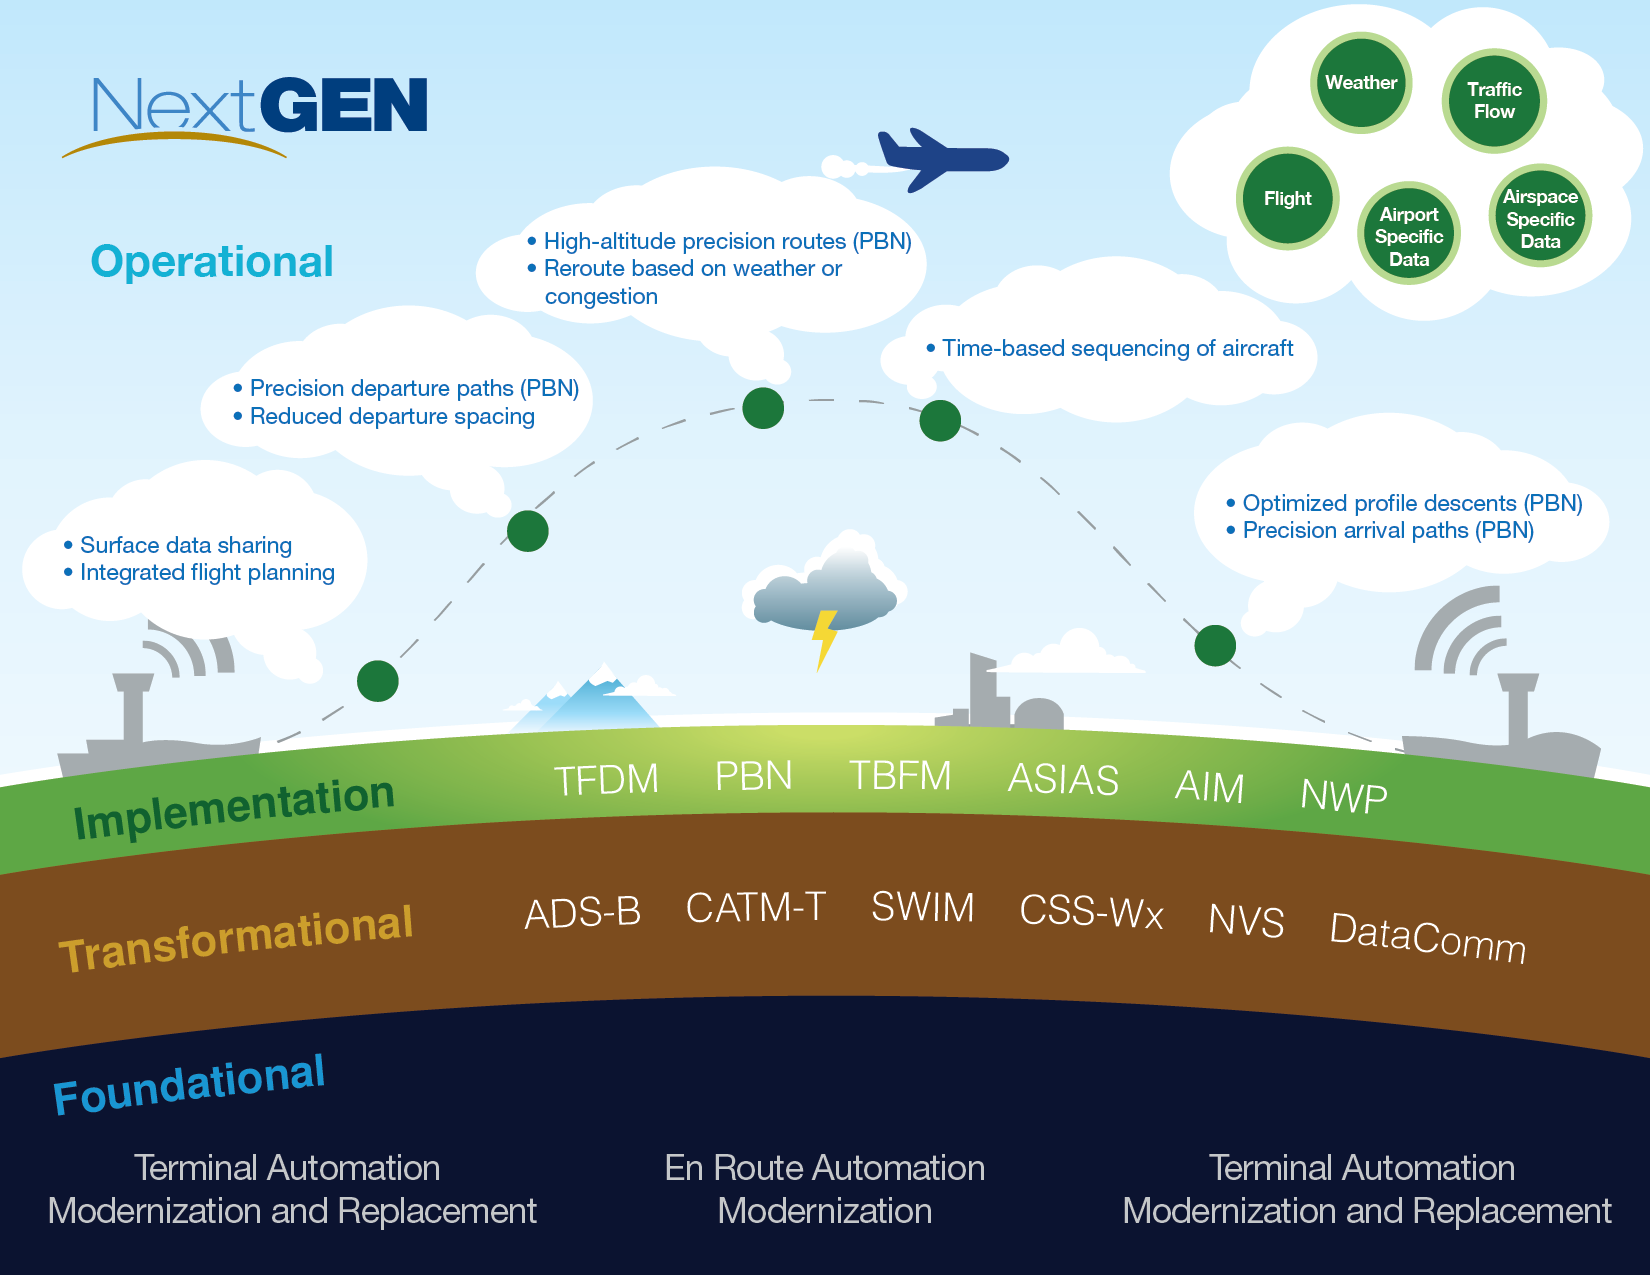 NextGEN
Weather
Traffic
Flow
Flight
Airport
Specific
Data
Airspace
Specific
Data
Operational
• High-altitude precision routes (PBN)
• Reroute based on weather or
congestion
• Time-based sequencing of aircraft
• Precision departure paths (PBN)
• Reduced departure spacing
• Optimized profile descents (PBN)
• Precision arrival paths (PBN)
• Surface data sharing
• Integrated flight planning
Implementation
TFDM PBN TBFM ASIAS AIM NWP
Transformational
ADS-B CATM-T SWIM CSS-Wx NVS DataComm
Foundational
Terminal Automation
Modernization and Replacement
En Route Automation
Modernization
Terminal Automation
Modernization and Replacement